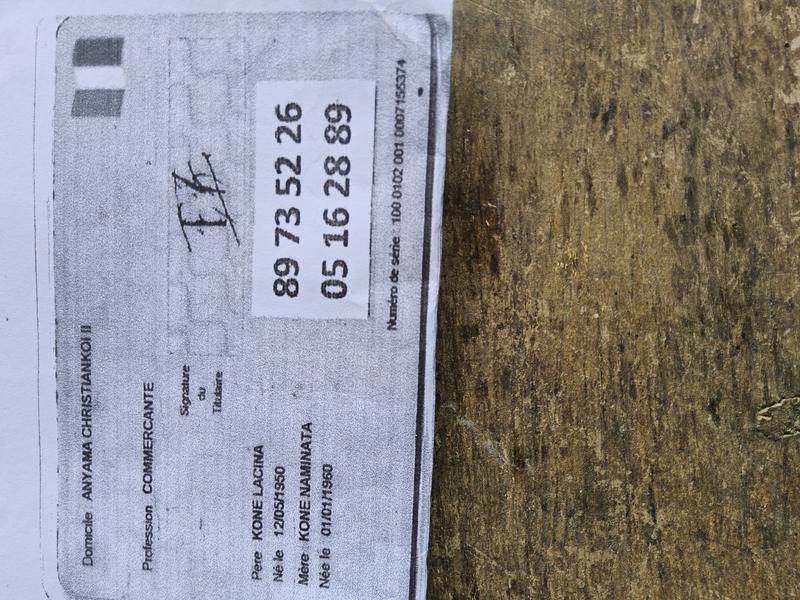 Domicile ANYAMA CHRISTIANKOI II
Profession COMMERCANTE
Signature
du
Titulaire
Père KONE LACINA
Né le 12/05/1950
Mère KONE NAMINATA
Née le 01/01/1960
89 73 52 26
05 16 28 89
Numéro de série : 100 0102 001 0007155374